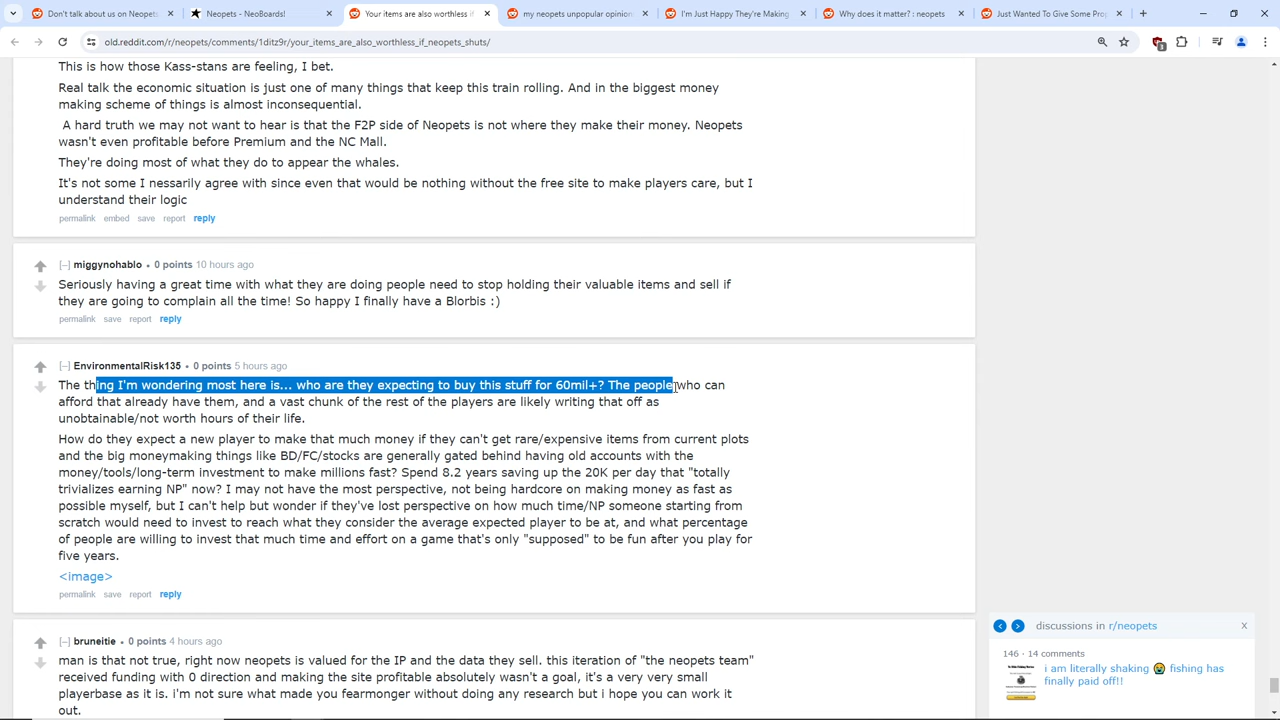 Don't talk about us on Neopets
Neopets - NeoBoards!
Your items are also worthless if
my neopets unpopular opinion
I'm Just Happy They're Making
Why does it matter? : neopets
Just Wanted To Give Some Pro
old.reddit.com/r/neopets/comments/1ditz9r/your_items_are_also_worthless_if_neopets_shuts/
3
This is how those Kass-stans are feeling, I bet.
Real talk the economic situation is just one of many things that keep this train rolling. And in the biggest money
making scheme of things is almost inconsequential.
A hard truth we may not want to hear is that the F2P side of Neopets is not where they make their money. Neopets
wasn't even profitable before Premium and the NC Mall.
They're doing most of what they do to appear the whales.
It's not some I nessarily agree with since even that would be nothing without the free site to make players care, but I
understand their logic
permalink embed save report reply
[–] miggynohablo • 0 points 10 hours ago
Seriously having a great time with what they are doing people need to stop holding their valuable items and sell if
they are going to complain all the time! So happy I finally have a Blorbis :)
permalink save report reply
[–] EnvironmentalRisk135 • 0 points 5 hours ago
The thing I'm wondering most here is... who are they expecting to buy this stuff for 60mil+? The people who can
afford that already have them, and a vast chunk of the rest of the players are likely writing that off as
unobtainable/not worth hours of their life.
How do they expect a new player to make that much money if they can't get rare/expensive items from current plots
and the big moneymaking things like BD/FC/stocks are generally gated behind having old accounts with the
money/tools/long-term investment to make millions fast? Spend 8.2 years saving up the 20K per day that "totally
trivializes earning NP" now? I may not have the most perspective, not being hardcore on making money as fast as
possible myself, but I can't help but wonder if they've lost perspective on how much time/NP someone starting from
scratch would need to invest to reach what they consider the average expected player to be at, and what percentage
of people are willing to invest that much time and effort on a game that's only "supposed" to be fun after you play for
five years.
<image>
permalink save report reply
[–] bruneitie • 0 points 4 hours ago
man is that not true, right now neopets is valued for the IP and the data they sell. this iteration of "the neopets team"
received funding with 0 direction and making the site profitable absolutely wasn't a goal, it's a very very small
playerbase as it is. i'm not sure what made you fearmonger without doing any research but i hope you can work it
out.
discussions in r/neopets X
146 · 14 comments
i am literally shaking 😭 fishing has
finally paid off!!